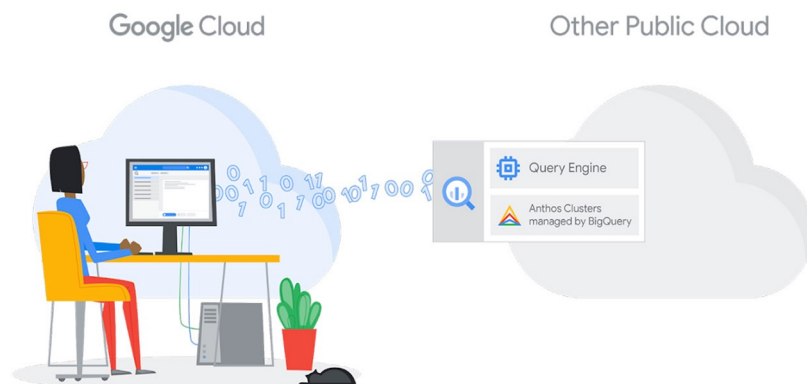 Google Cloud
Other Public Cloud
Query Engine
Anthos Clusters
managed by BigQuery